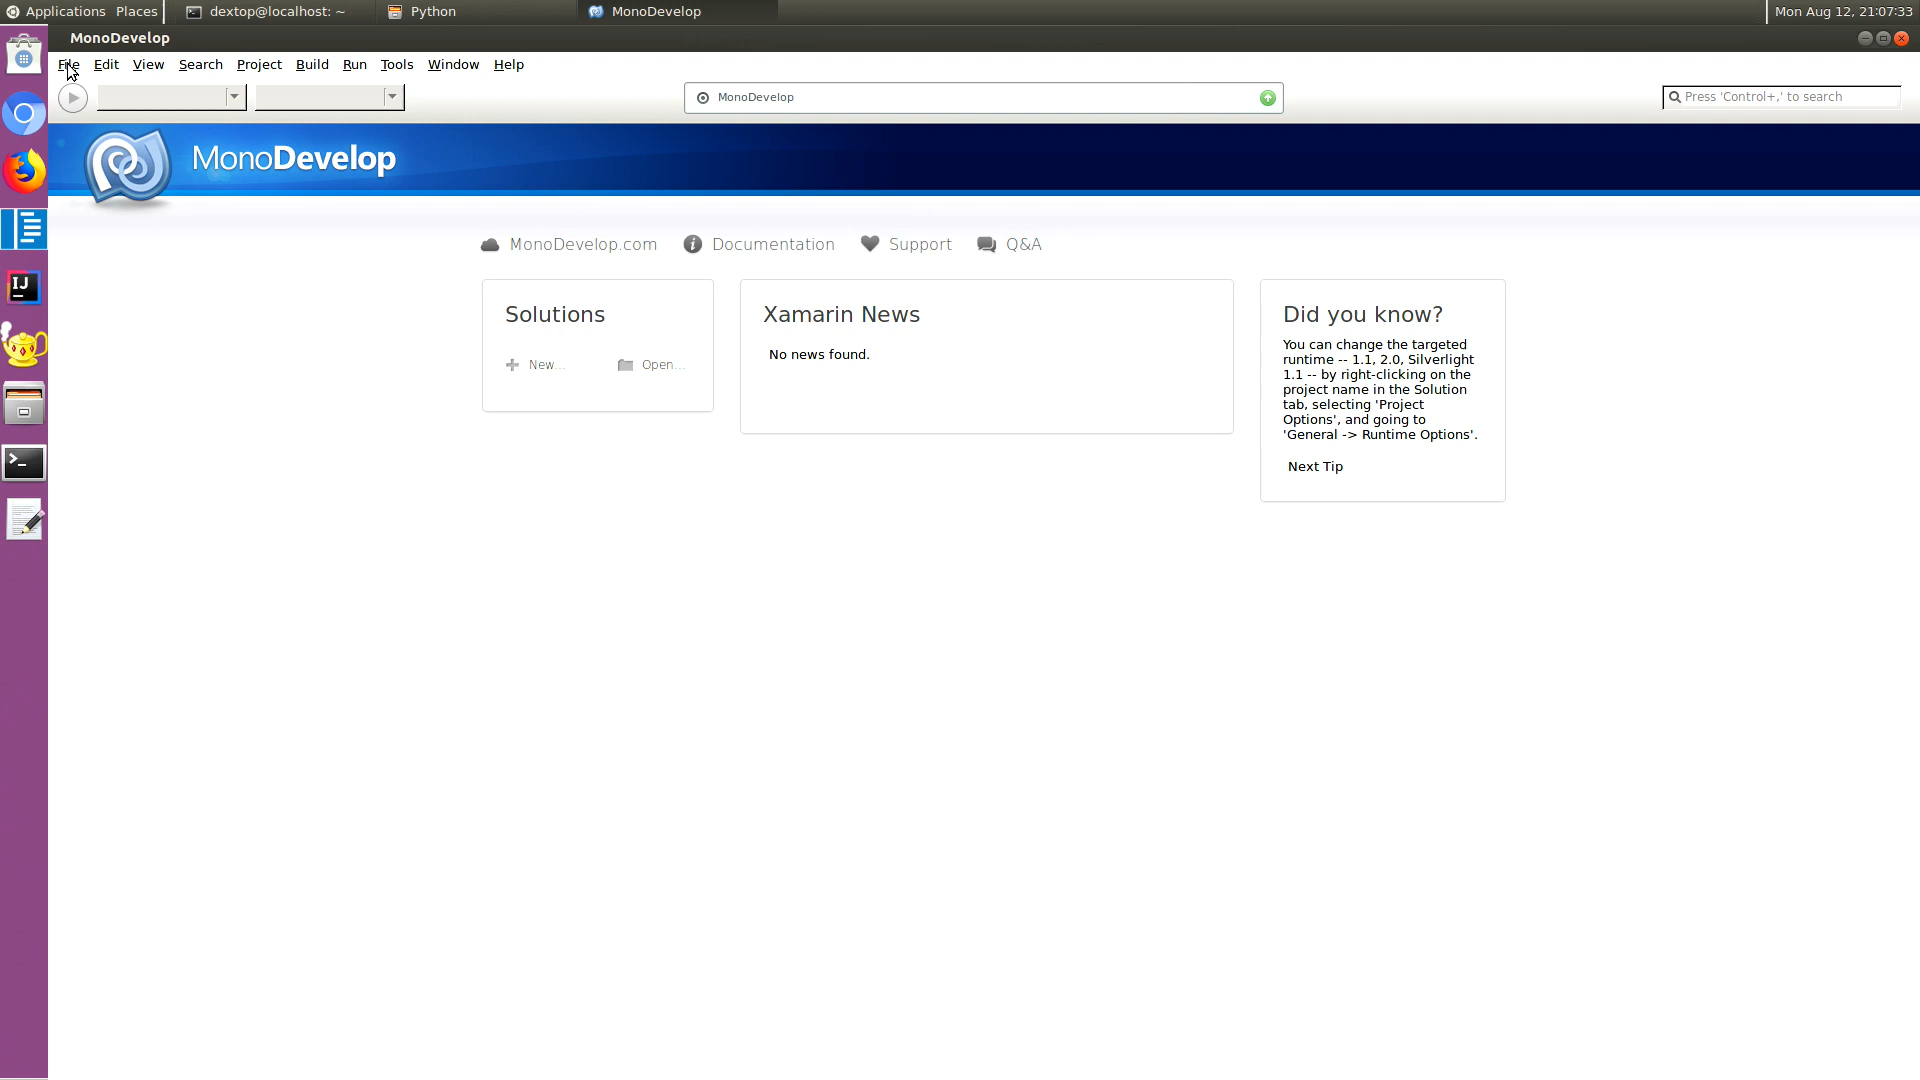 Applications Places dextop@localhost: ~ Python MonoDevelop Mon Aug 12, 21:07:33
MonoDevelop
File Edit View Search Project Build Run Tools Window Help
MonoDevelop
Press 'Control+,' to search
MonoDevelop
MonoDevelop.com Documentation Support Q&A
Solutions
New...
Open...
Xamarin News
No news found.
Did you know?
You can change the targeted
runtime -- 1.1, 2.0, Silverlight
1.1 -- by right-clicking on the
project name in the Solution
tab, selecting 'Project
Options', and going to
'General -> Runtime Options'.
Next Tip
IJ